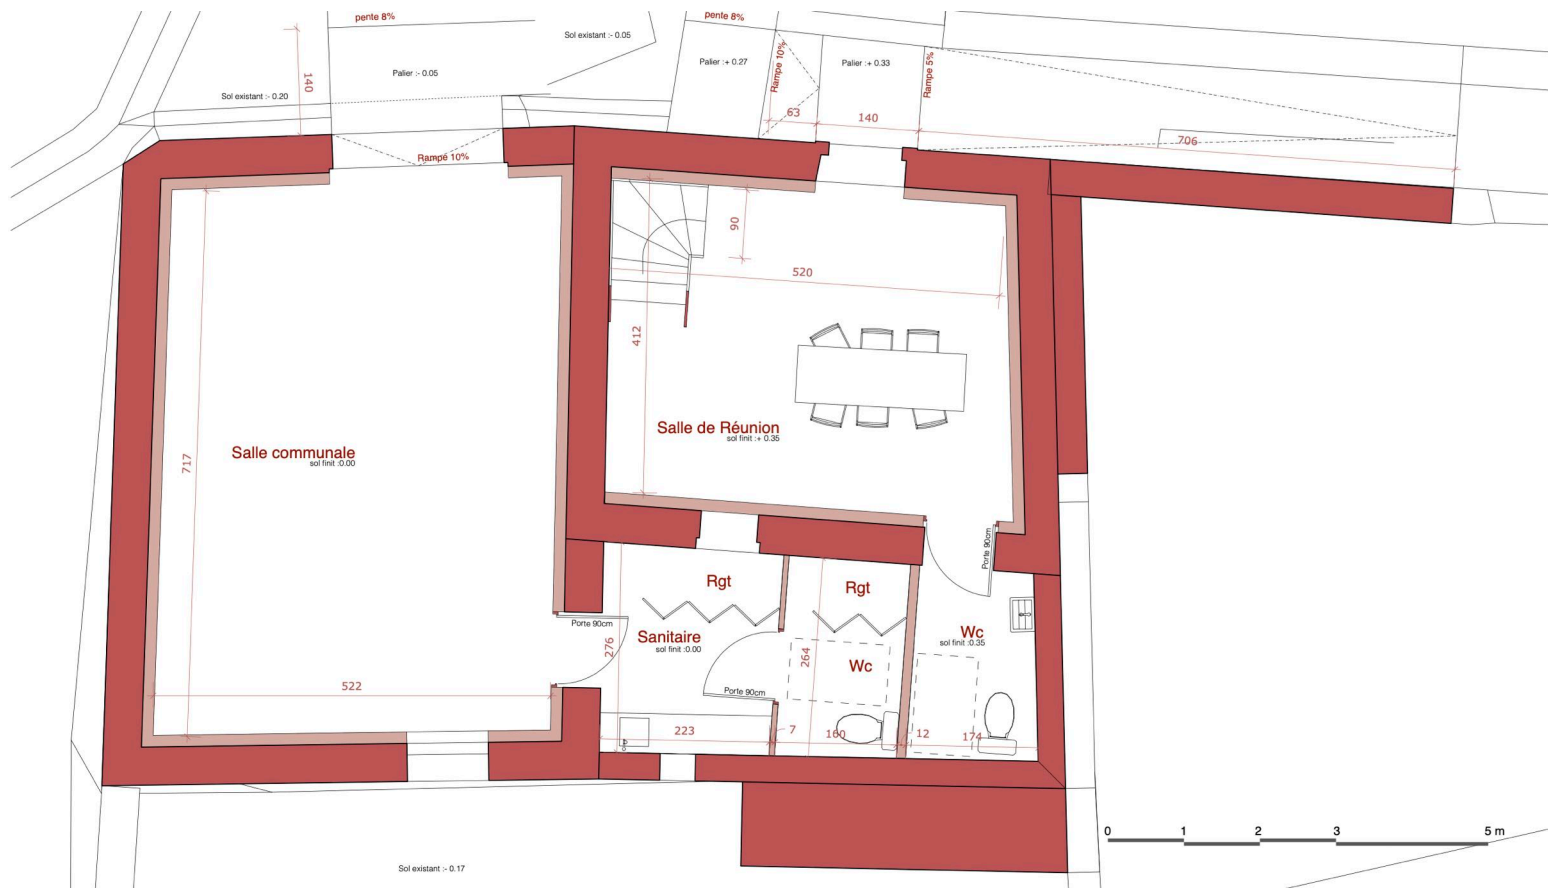 pente 8%
pente 8%
Sol existant :- 0.05
Palier :- 0.05
Palier :+ 0.27
Rampe 10%
Palier :+ 0.33
Rampe 5%
140
Sol existant :- 0.20
63
140
706
Rampe 10%
90
520
412
Salle de Réunion
sol finit :+ 0.35
Salle communale
sol finit :0.00
717
Porte 90cm
Rgt
Rgt
Porte 90cm
Sanitaire
sol finit :0.00
276
264
Wc
Wc
sol finit :0.35
522
Porte 90cm
223
7
160
12
174
0
1
2
3
5 m
Sol existant :- 0.17